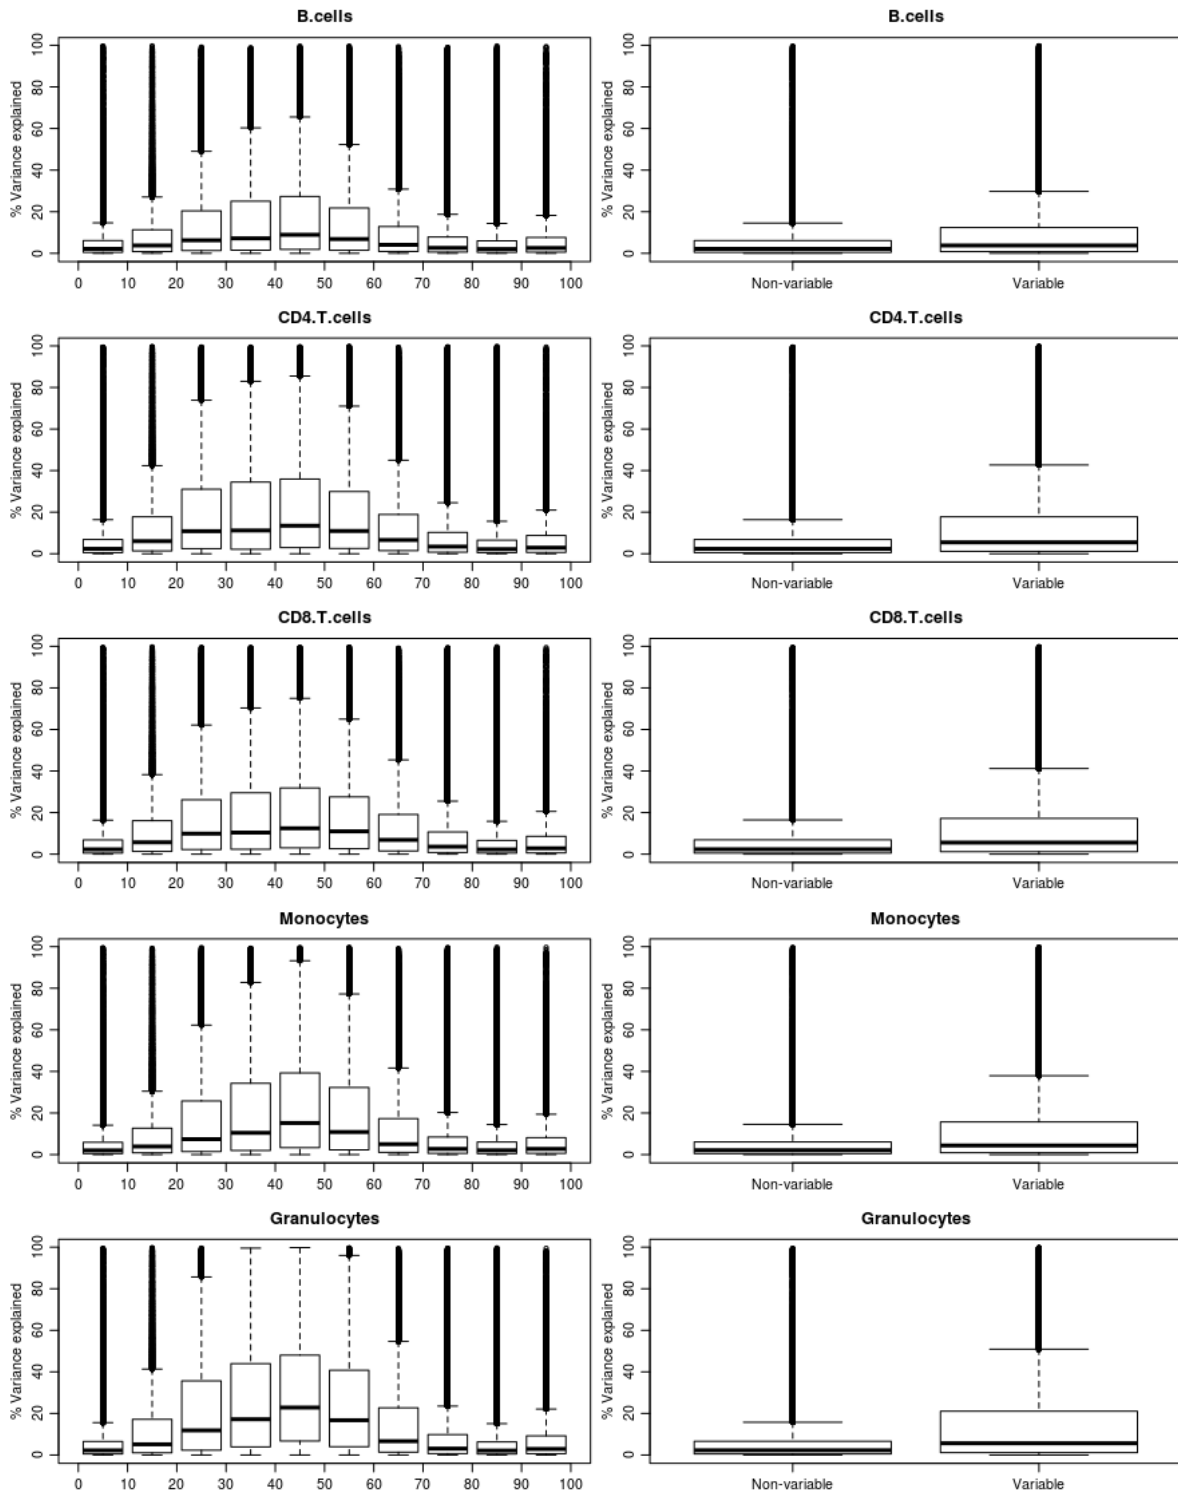 B.cells
B.cells
% Variance explained
0 20 40 60 80 100
0 10 20 30 40 50 60 70 80 90 100
% Variance explained
0 20 40 60 80 100
Non-variable Variable
CD4.T.cells
CD4.T.cells
% Variance explained
0 20 40 60 80 100
0 10 20 30 40 50 60 70 80 90 100
% Variance explained
0 20 40 60 80 100
Non-variable Variable
CD8.T.cells
CD8.T.cells
% Variance explained
0 20 40 60 80 100
0 10 20 30 40 50 60 70 80 90 100
% Variance explained
0 20 40 60 80 100
Non-variable Variable
Monocytes
Monocytes
% Variance explained
0 20 40 60 80 100
0 10 20 30 40 50 60 70 80 90 100
% Variance explained
0 20 40 60 80 100
Non-variable Variable
Granulocytes
Granulocytes
% Variance explained
0 20 40 60 80 100
0 10 20 30 40 50 60 70 80 90 100
% Variance explained
0 20 40 60 80 100
Non-variable Variable